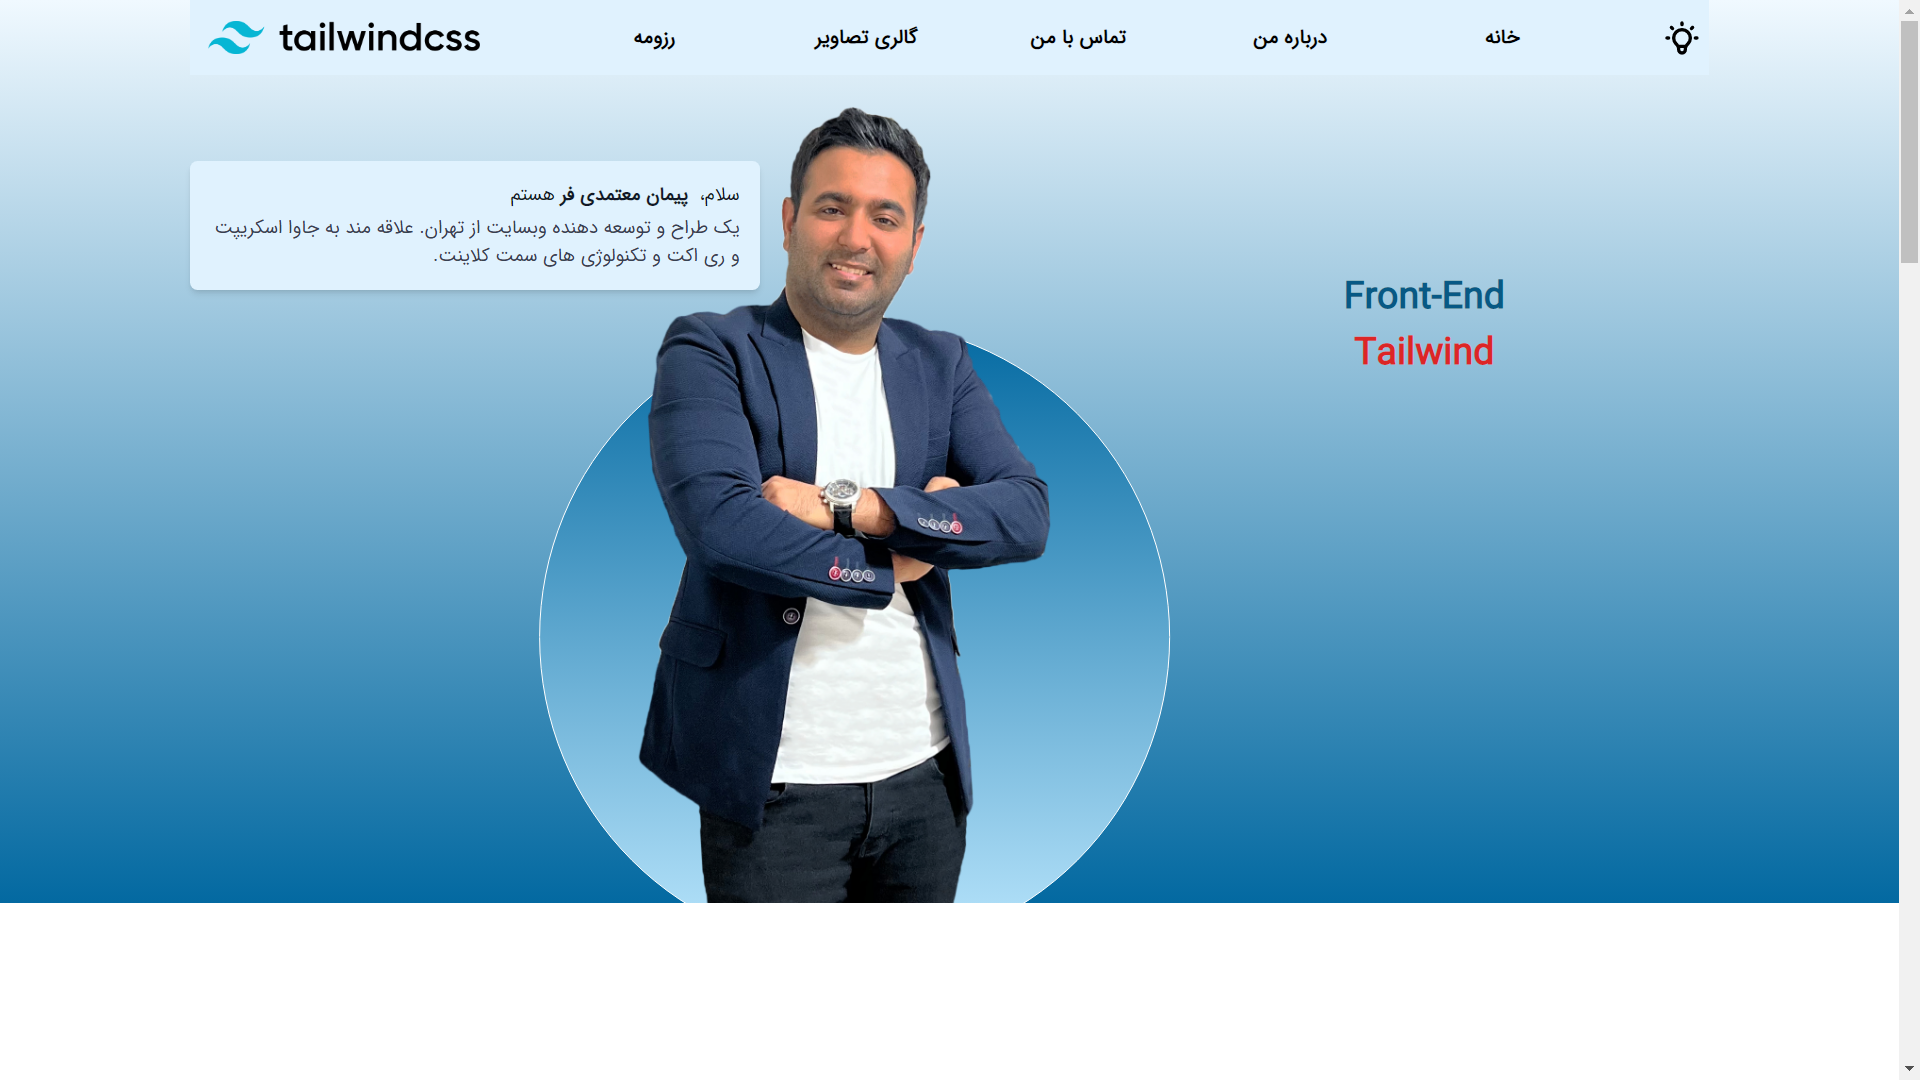 خانه
درباره من
تماس با من
گالری تصاویر
رزومه
tailwindcss
سلام، پیمان معتمدی فر هستم
یک طراح و توسعه دهنده وبسایت از تهران. علاقه مند به جاوا اسکریپت
و ری اکت و تکنولوژی های سمت کلاینت.
Front-End
Tailwind